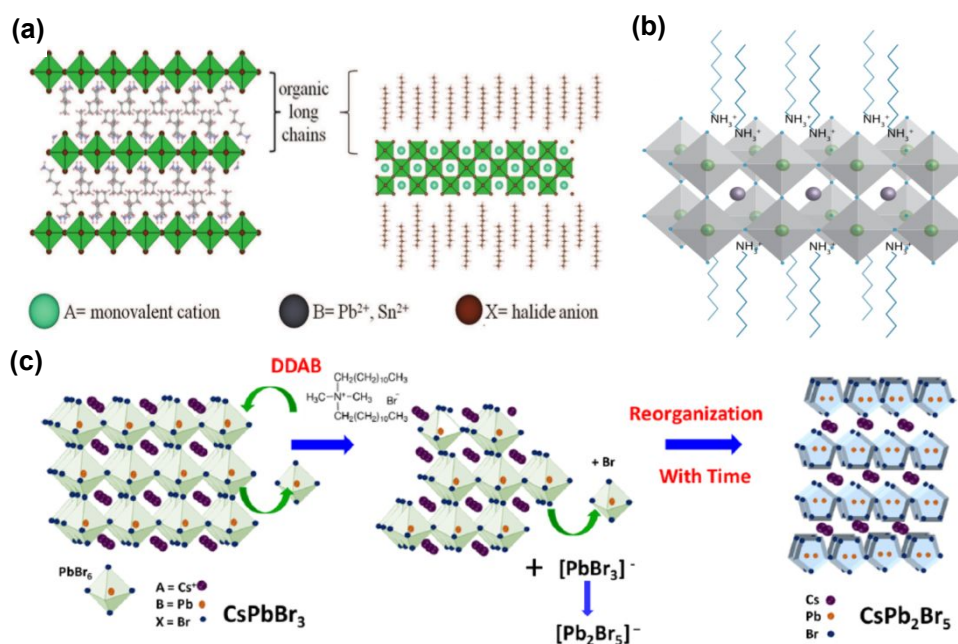 (a)
organic
long
chains
A= monovalent cation
B= Pb²⁺, Sn²⁺
X= halide anion
(b)
NH₃⁺ NH₃⁺ NH₃⁺
NH₃⁺ NH₃⁺ NH₃⁺
NH₃⁺ NH₃⁺ NH₃⁺
(c)
DDAB
CH₂(CH₂)₁₀CH₃
H₃C-N⁺-CH₃ Br⁻
CH₂(CH₂)₁₀CH₃
PbBr₆
A = Cs⁺
B = Pb
X = Br
CsPbBr₃
+ Br
+ [PbBr₃]⁻
[Pb₂Br₅]⁻
Reorganization
With Time
Cs
Pb
Br
CsPb₂Br₅